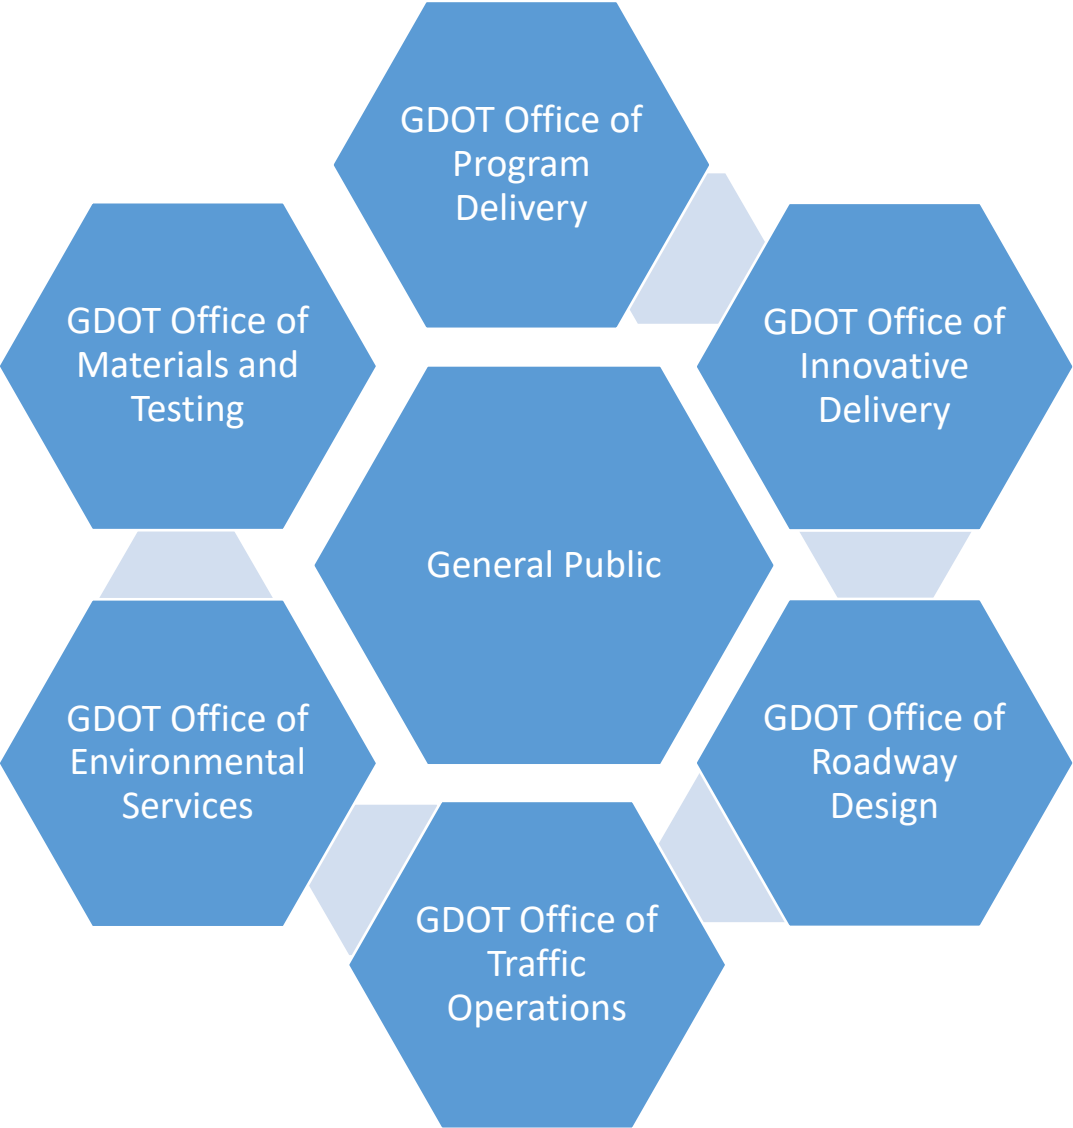 GDOT Office of
Program
Delivery
GDOT Office of
Materials and
Testing
GDOT Office of
Innovative
Delivery
General Public
GDOT Office of
Environmental
Services
GDOT Office of
Roadway
Design
GDOT Office of
Traffic
Operations